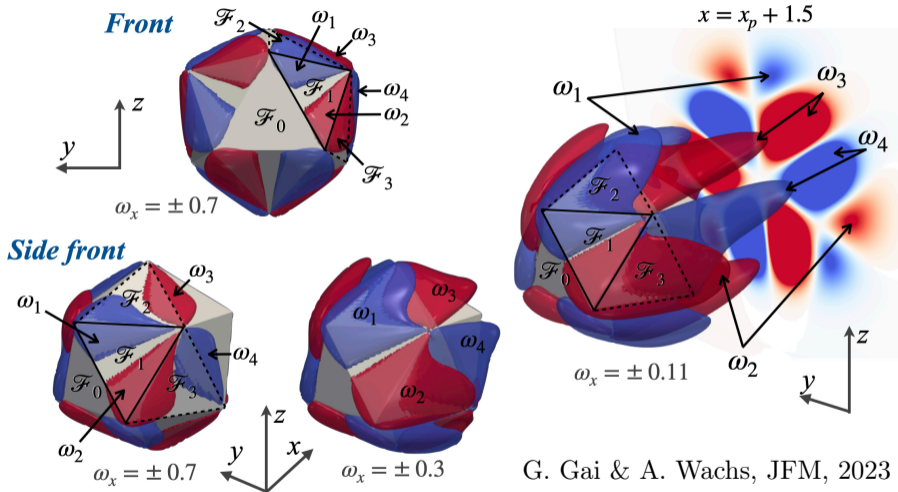 Front
ℱ₂
ω₁
ω₃
ω₄
ω₂
ℱ₁
ℱ₀
ℱ₃
z
y
ωₓ = ± 0.7
Side front
ω₁
ω₃
ℱ₂
ω₄
ℱ₁
ℱ₀
ℱ₃
ω₂
ωₓ = ± 0.7
z
y
x
ω₁
ω₃
ω₄
ω₂
ωₓ = ± 0.3
x = xₚ + 1.5
ω₁
ω₃
ω₄
ℱ₂
ℱ₁
ℱ₀
ℱ₃
ω₂
ωₓ = ± 0.11
z
y
G. Gai & A. Wachs, JFM, 2023